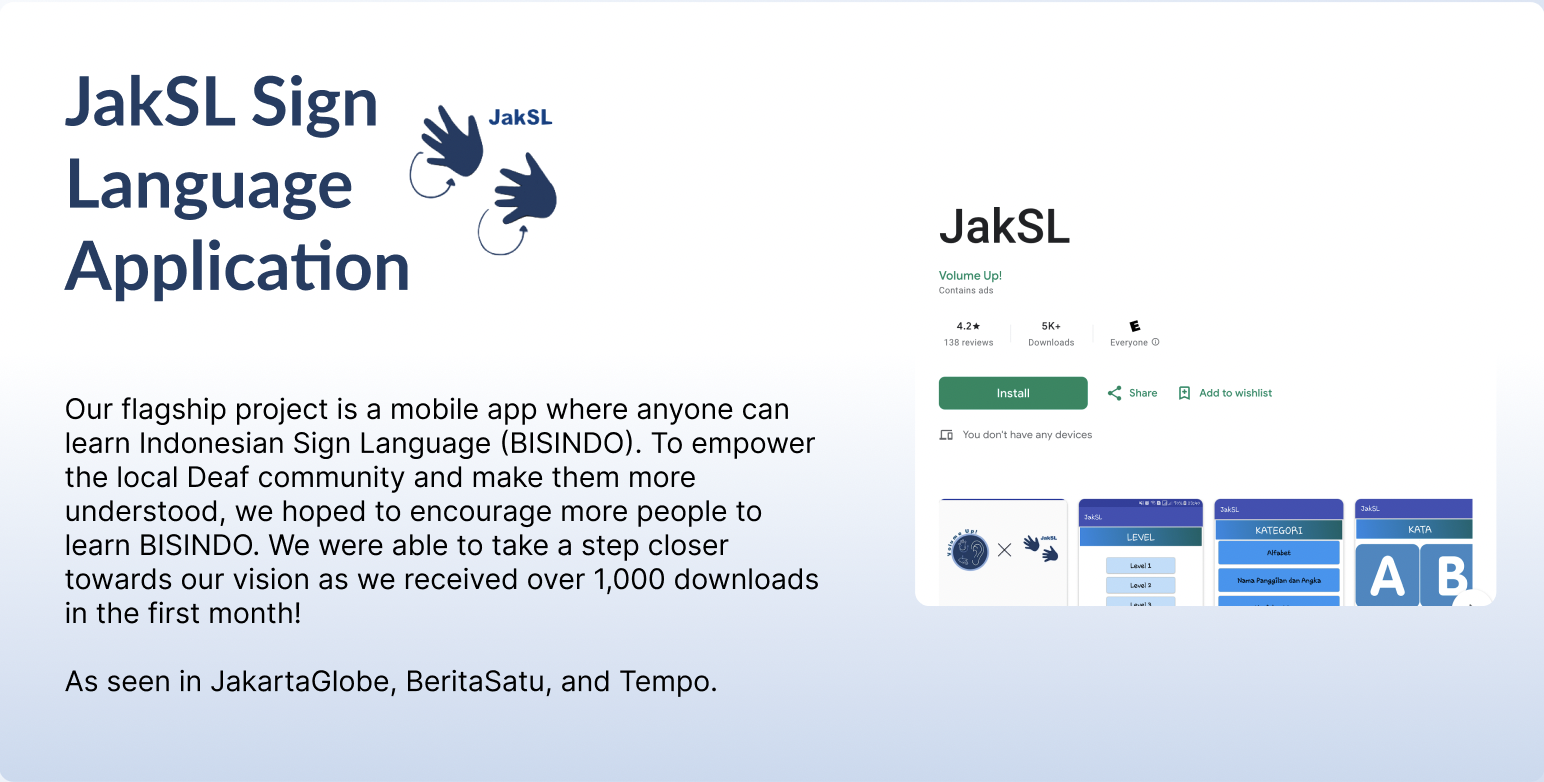 JakSL Sign
Language
Application
JakSL
Our flagship project is a mobile app where anyone can
learn Indonesian Sign Language (BISINDO). To empower
the local Deaf community and make them more
understood, we hoped to encourage more people to
learn BISINDO. We were able to take a step closer
towards our vision as we received over 1,000 downloads
in the first month!
As seen in JakartaGlobe, BeritaSatu, and Tempo.
JakSL
Volume Up!
Contains ads
4.2★ 5K+ E
138 reviews Downloads Everyone
Install Share Add to wishlist
You don't have any devices
Volume Up!
JakSL
JakSL
LEVEL
Level 1
Level 2
Level 3
JakSL
KATEGORI
Alfabet
Nama Panggilan dan Angka
JakSL
KATA
A B